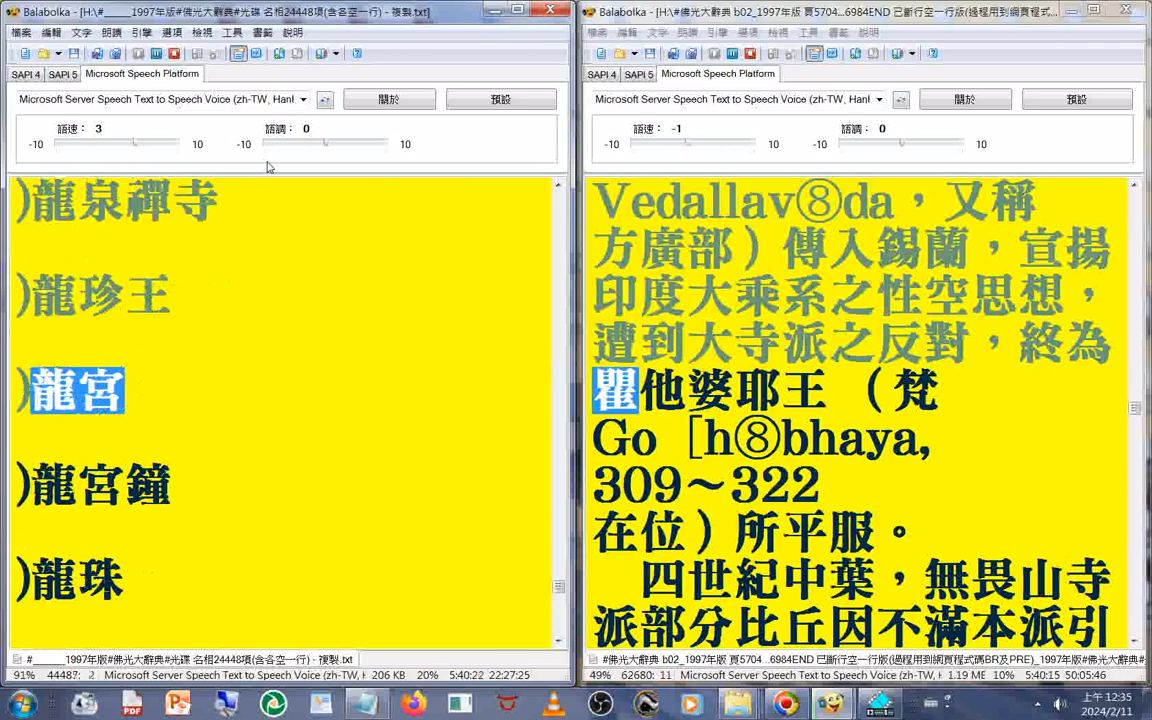 Balabolka - [H:\#_____1997年版#佛光大辭典#光碟 名相24448項(含各空一行) - 複製.txt]
檔案 編輯 文字 朗讀 引擎 選項 檢視 工具 書籤 說明
SAPI 4 SAPI 5 Microsoft Speech Platform
Microsoft Server Speech Text to Speech Voice (zh-TW, Hanl
關於
預設
語速： 3
語調： 0
-10 10 -10 10
)龍泉禪寺
)龍珍王
)龍宮
)龍宮鐘
)龍珠
#_____1997年版#佛光大辭典#光碟 名相24448項(含各空一行) - 複製.txt
91% 44487: 2 Microsoft Server Speech Text to Speech Voice (zh-TW, Har 206 KB 20% 5:40:22 22:27:25
Balabolka - [H:\#佛光大辭典 b02_1997年版 頁5704...6984END 已斷行空一行版(過程用到網頁程式...
檔案 編輯 文字 朗讀 引擎 選項 檢視 工具 書籤 說明
SAPI 4 SAPI 5 Microsoft Speech Platform
Microsoft Server Speech Text to Speech Voice (zh-TW, Hanl
關於
預設
語速： -1
語調： 0
-10 10 -10 10
Vedallav⑧da，又稱
方廣部）傳入錫蘭，宣揚
印度大乘系之性空思想，
遭到大寺派之反對，終為
瞿他婆耶王（梵
Go [h⑧bhaya,
309～322
在位）所平服。
四世紀中葉，無畏山寺
派部分比丘因不滿本派引
#佛光大辭典 b02_1997年版 頁5704...6984END 已斷行空一行版(過程用到網頁程式碼BR及PRE)_1997年版#佛光大辭典#
49% 62680: 11 Microsoft Server Speech Text to Speech Voice (zh-TW, Har 1.19 ME 10% 5:40:15 50:05:46
上午 12:35
2024/2/11